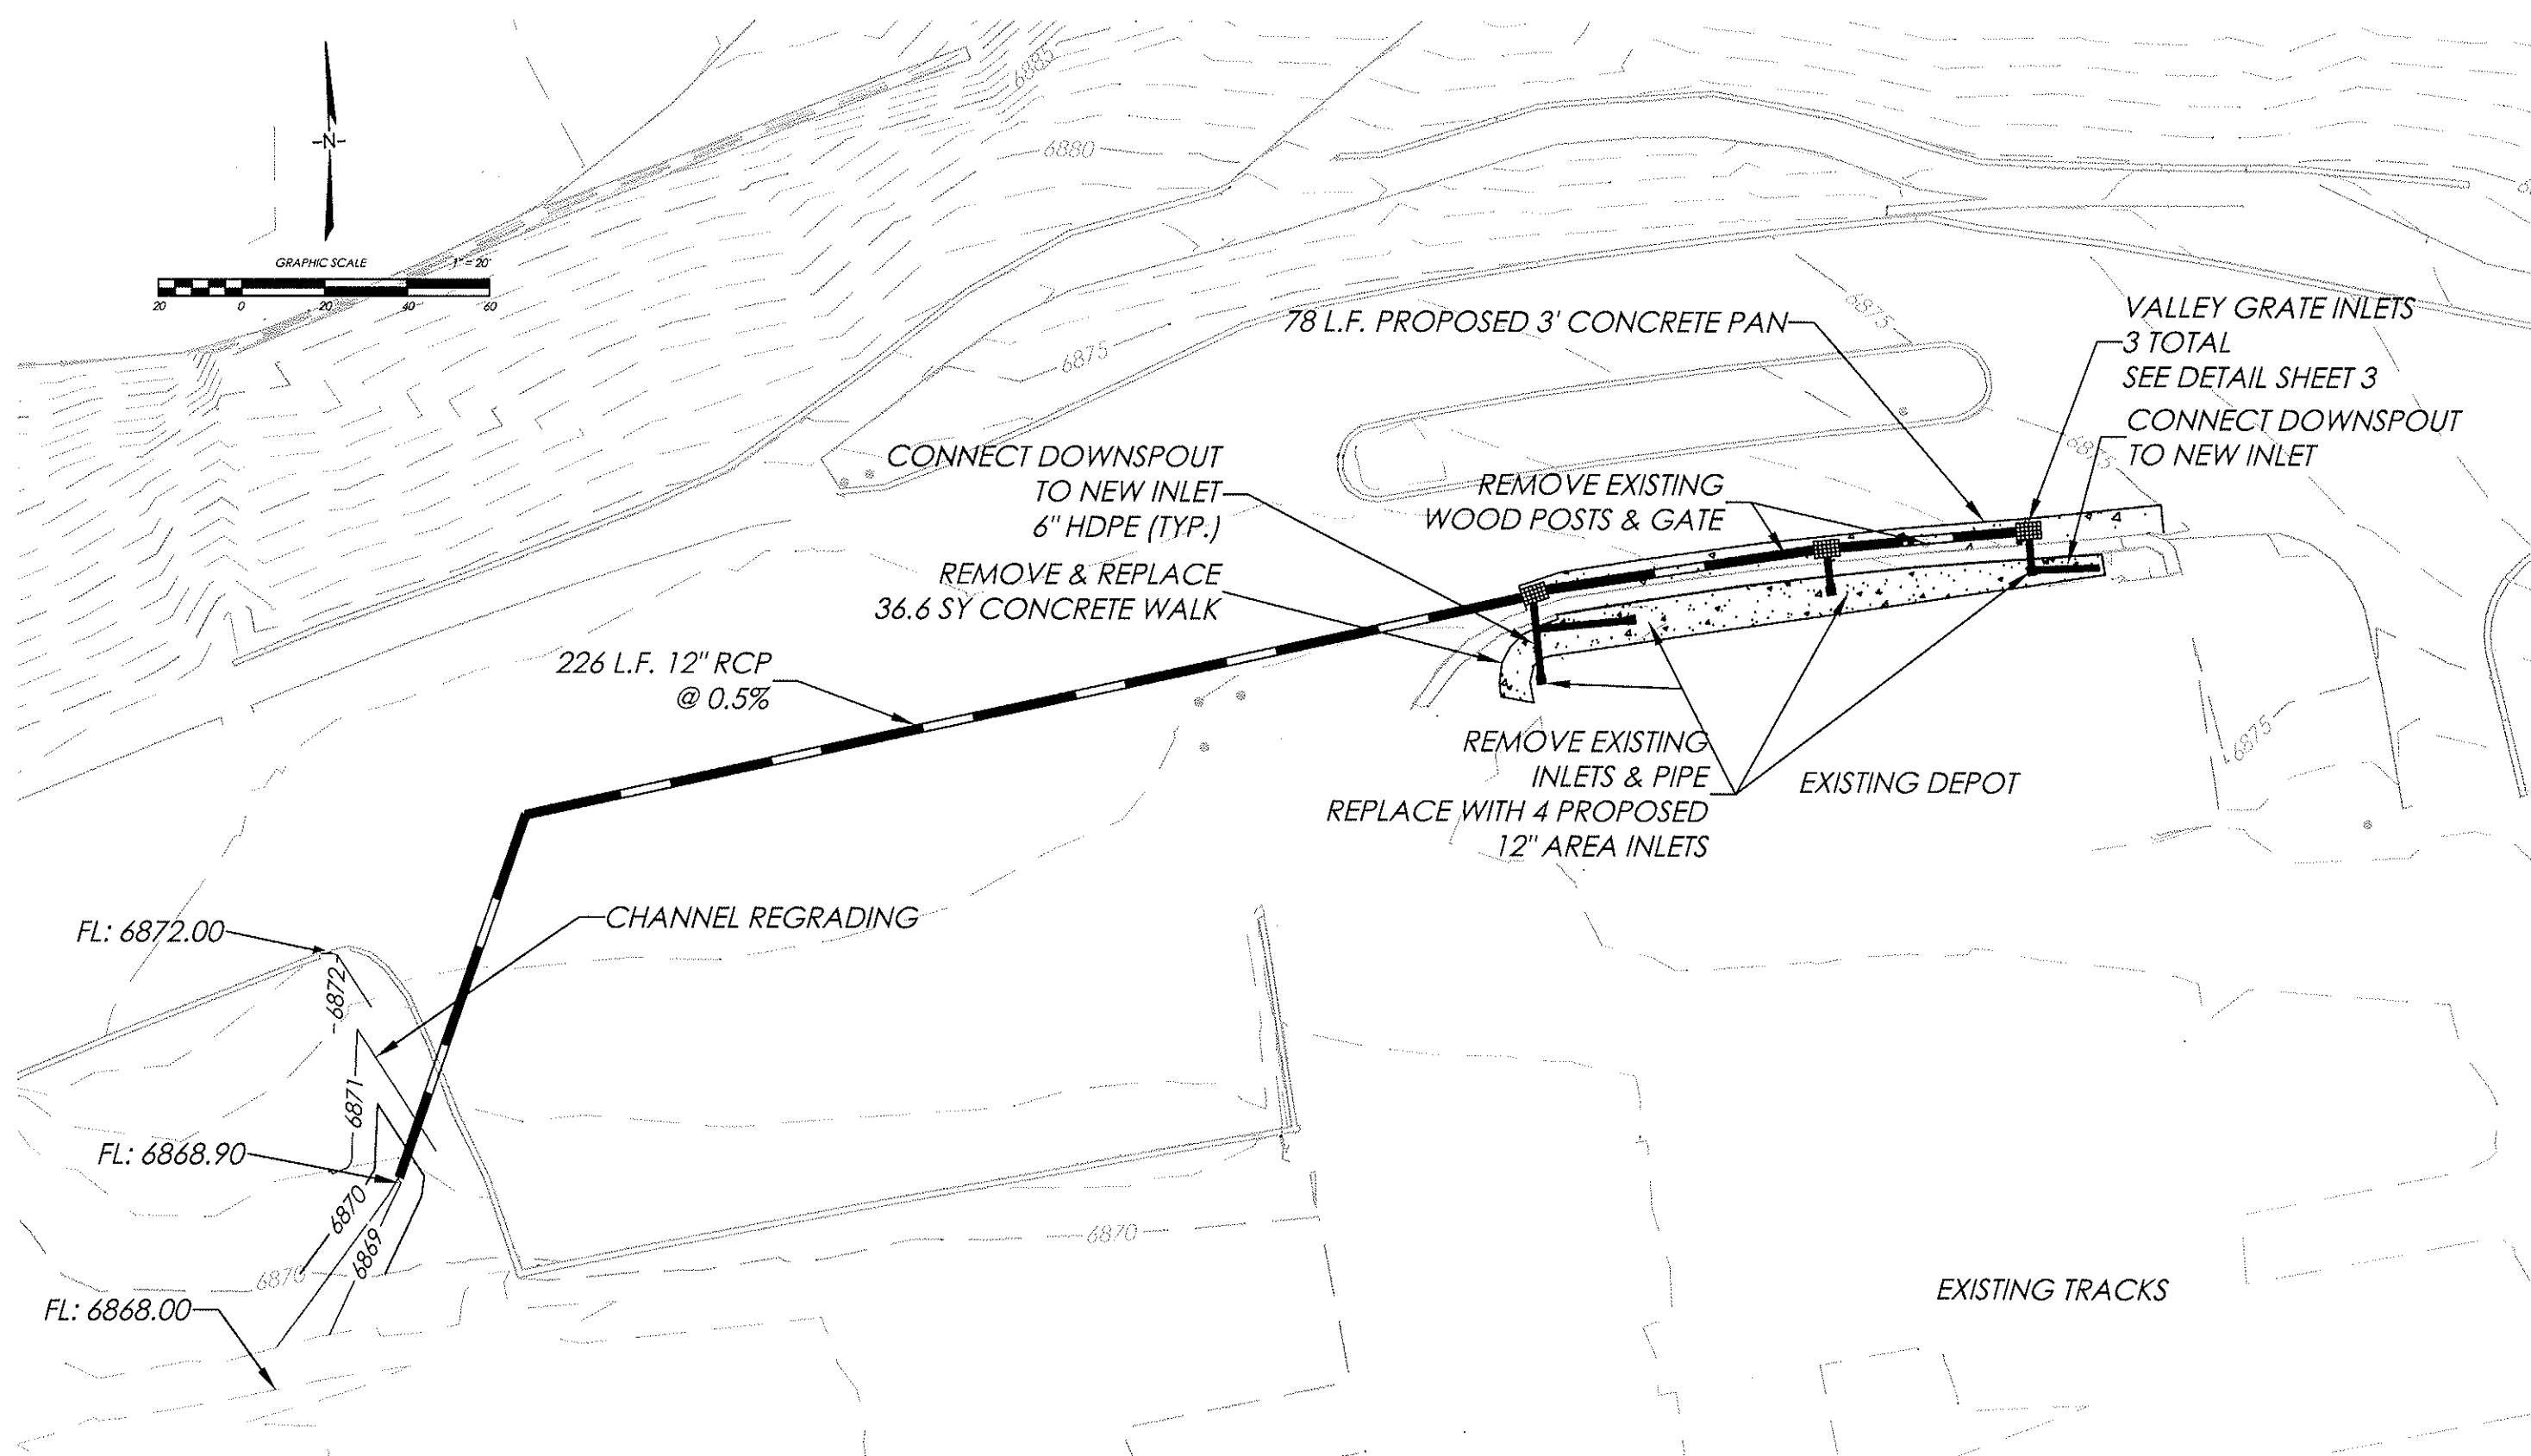 6885
-N-
6880
GRAPHIC SCALE 1" = 20'
20 0 20 40 60
6875
78 L.F. PROPOSED 3' CONCRETE PAN
VALLEY GRATE INLETS
3 TOTAL
SEE DETAIL SHEET 3
6875
CONNECT DOWNSPOUT
TO NEW INLET
6875
CONNECT DOWNSPOUT
TO NEW INLET
6" HDPE (TYP.)
REMOVE EXISTING
WOOD POSTS & GATE
REMOVE & REPLACE
36.6 SY CONCRETE WALK
226 L.F. 12" RCP
@ 0.5%
REMOVE EXISTING
INLETS & PIPE
REPLACE WITH 4 PROPOSED
12" AREA INLETS
EXISTING DEPOT
6875
CHANNEL REGRADING
FL: 6872.00
6872
6871
FL: 6868.90
6870
6869
6870
6870
FL: 6868.00
EXISTING TRACKS